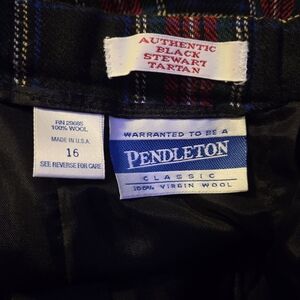 AUTHENTIC
BLACK
STEWART
TARTAN
RN 29685
100% WOOL
MADE IN U.S.A.
16
SEE REVERSE FOR CARE
WARRANTED TO BE A
PENDLETON
CLASSIC
100% VIRGIN WOOL